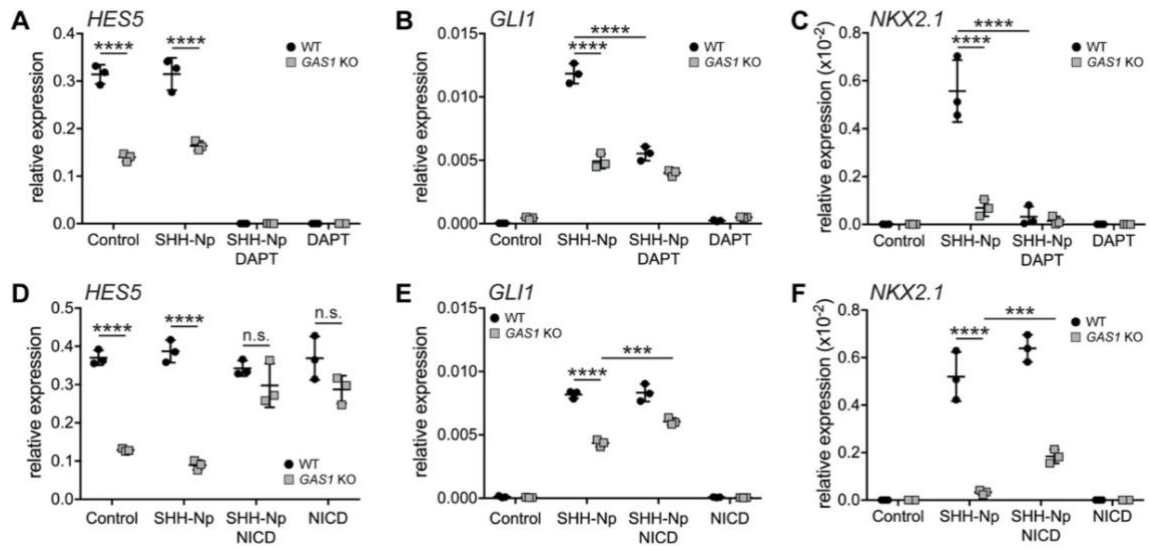 A
HES5
relative expression
0.4
0.3
0.2
0.1
0.0
****
****
WT
GAS1 KO
Control
SHH-Np
SHH-Np
DAPT
DAPT
B
GLI1
relative expression
0.015
0.010
0.005
0.000
****
****
WT
GAS1 KO
Control
SHH-Np
SHH-Np
DAPT
DAPT
C
NKX2.1
relative expression (x10-2)
0.8
0.6
0.4
0.2
0.0
****
****
WT
GAS1 KO
Control
SHH-Np
SHH-Np
DAPT
DAPT
D
HES5
relative expression
0.5
0.4
0.3
0.2
0.1
0.0
****
****
n.s.
n.s.
WT
GAS1 KO
Control
SHH-Np
SHH-Np
NICD
NICD
E
GLI1
relative expression
0.015
0.010
0.005
0.000
WT
GAS1 KO
***
****
Control
SHH-Np
SHH-Np
NICD
NICD
F
NKX2.1
relative expression (x10-2)
0.8
0.6
0.4
0.2
0.0
***
****
WT
GAS1 KO
Control
SHH-Np
SHH-Np
NICD
NICD